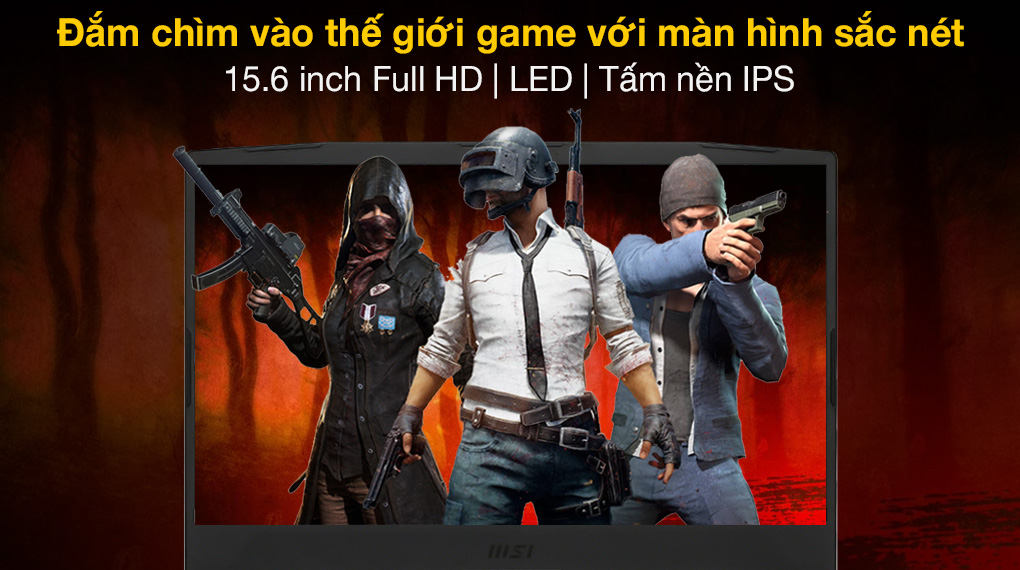 Đắm chìm vào thế giới game với màn hình sắc nét
15.6 inch Full HD | LED | Tấm nền IPS
MSI